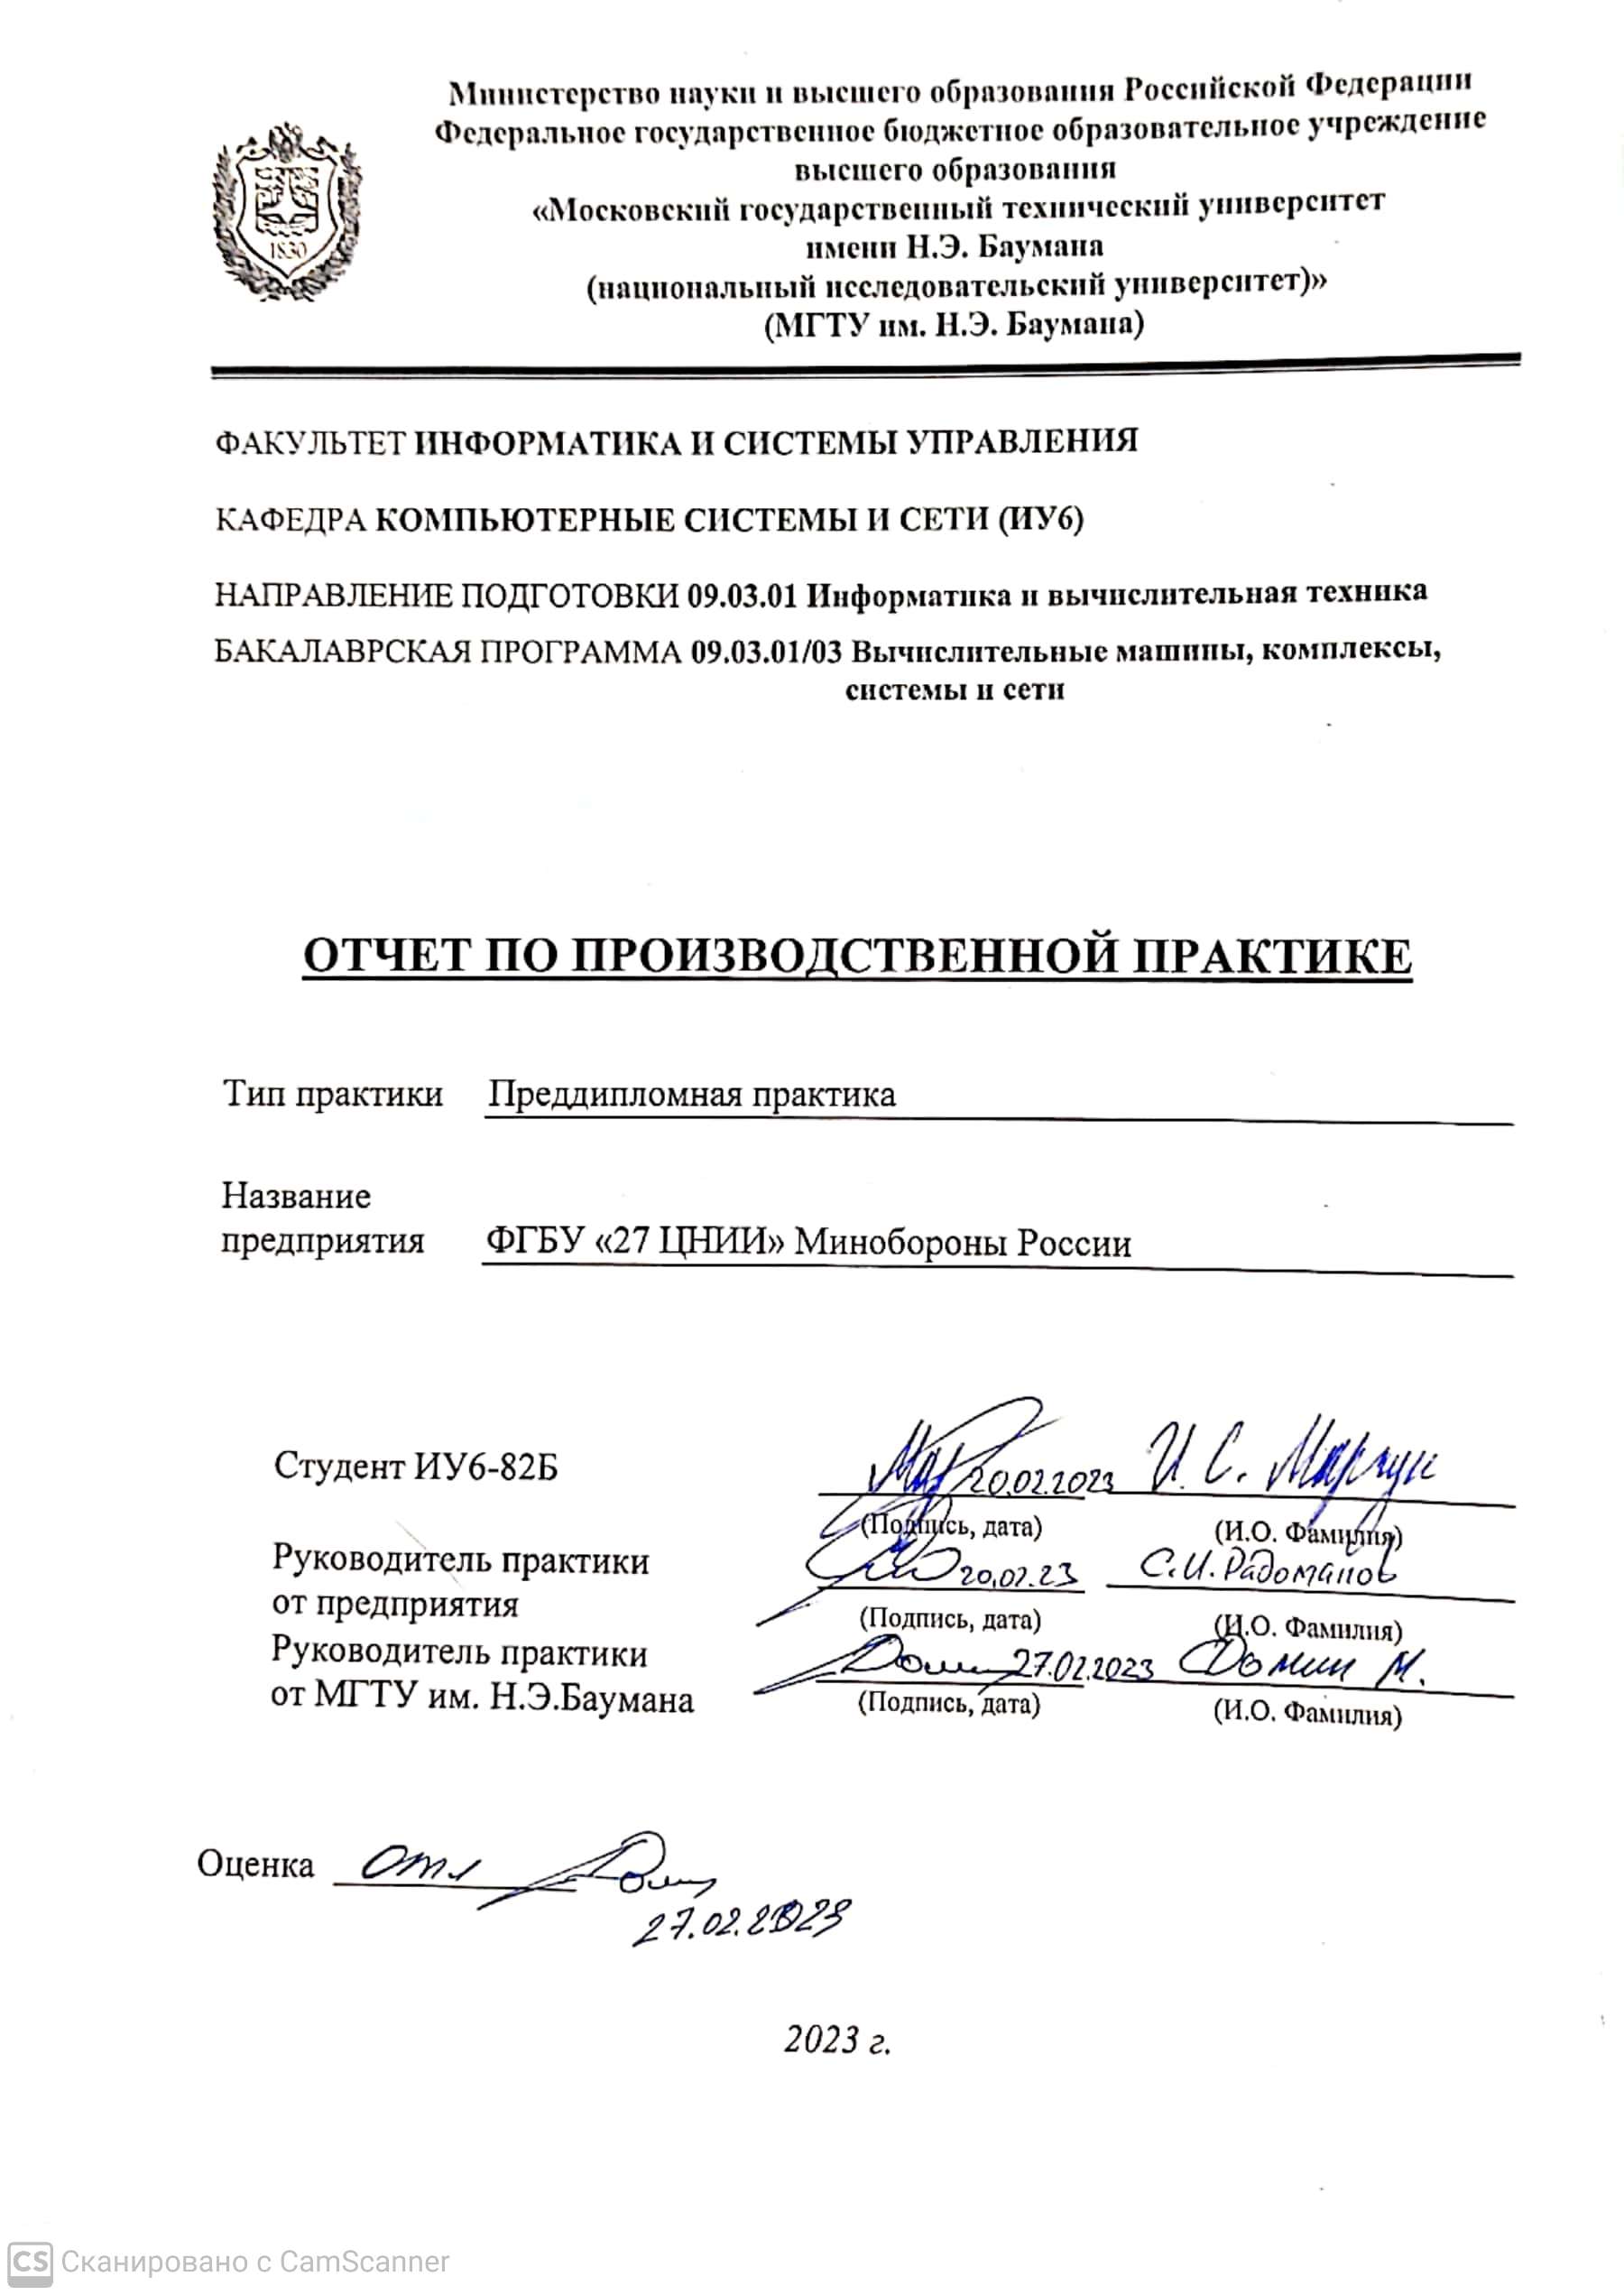 Министерство науки и высшего образования Российской Федерации
Федеральное государственное бюджетное образовательное учреждение
высшего образования
«Московский государственный технический университет
имени Н.Э. Баумана
(национальный исследовательский университет)»
(МГТУ им. Н.Э. Баумана)
1830
ФАКУЛЬТЕТ ИНФОРМАТИКА И СИСТЕМЫ УПРАВЛЕНИЯ
КАФЕДРА КОМПЬЮТЕРНЫЕ СИСТЕМЫ И СЕТИ (ИУ6)
НАПРАВЛЕНИЕ ПОДГОТОВКИ 09.03.01 Информатика и вычислительная техника
БАКАЛАВРСКАЯ ПРОГРАММА 09.03.01/03 Вычислительные машины, комплексы,
системы и сети
ОТЧЕТ ПО ПРОИЗВОДСТВЕННОЙ ПРАКТИКЕ
Тип практики Преддипломная практика
Название
предприятия ФГБУ «27 ЦНИИ» Минобороны России
Студент ИУ6-82Б 20.02.2023 И. С. Марчук
(Подпись, дата) (И.О. Фамилия)
Руководитель практики 20.02.23 С.И.Радоманов
от предприятия (Подпись, дата) (И.О. Фамилия)
Руководитель практики 27.02.2023 М.
от МГТУ им. Н.Э.Баумана (Подпись, дата) (И.О. Фамилия)
Оценка отл
27.02.2023
2023 г.
CS Сканировано с CamScanner